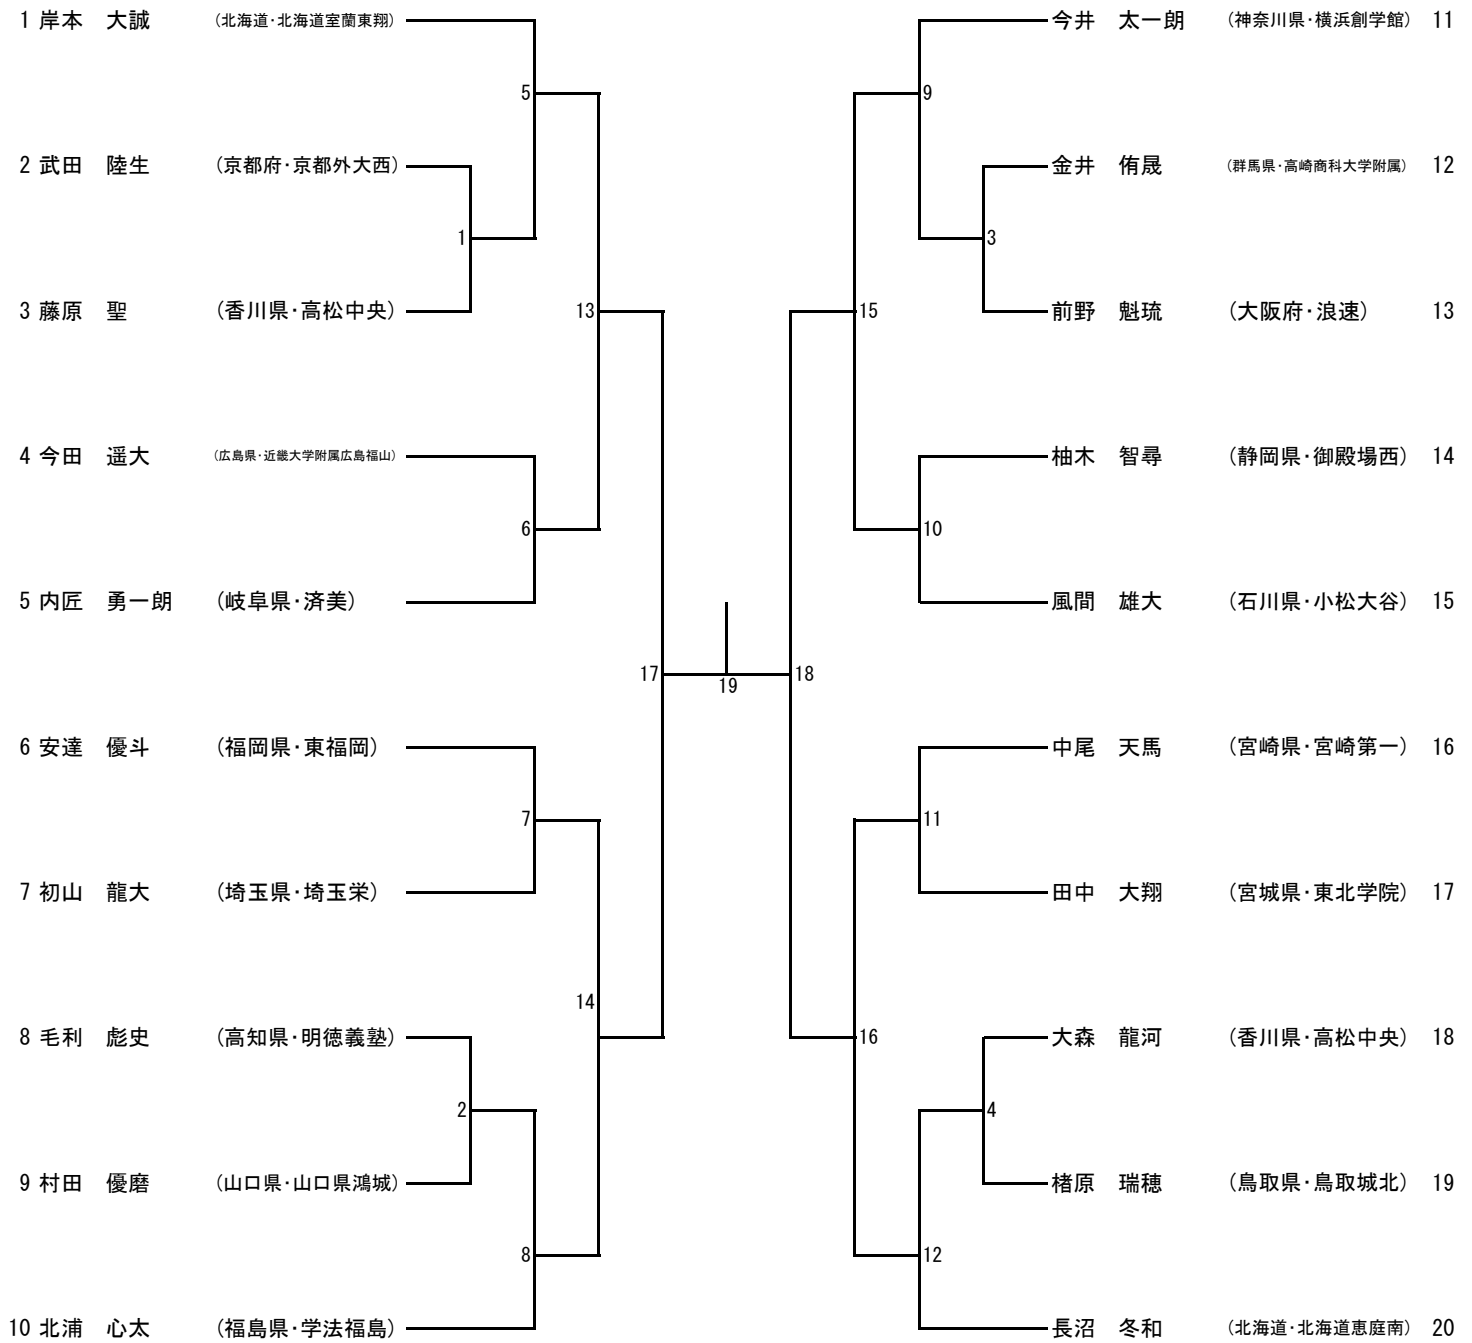 1 岸本　大誠 (北海道・北海道室蘭東翔)
5
2 武田　陸生 (京都府・京都外大西)
1
3 藤原　聖 (香川県・高松中央)
13
4 今田　遥大 (広島県・近畿大学附属広島福山)
6
5 内匠　勇一朗 (岐阜県・済美)
17
6 安達　優斗 (福岡県・東福岡)
7
7 初山　龍大 (埼玉県・埼玉栄)
14
8 毛利　彪史 (高知県・明徳義塾)
2
9 村田　優磨 (山口県・山口県鴻城)
8
10 北浦　心太 (福島県・学法福島)
19
今井　太一朗 (神奈川県・横浜創学館) 11
9
金井　侑晟 (群馬県・高崎商科大学附属) 12
3
前野　魁琉 (大阪府・浪速) 13
15
柚木　智尋 (静岡県・御殿場西) 14
10
風間　雄大 (石川県・小松大谷) 15
18
中尾　天馬 (宮崎県・宮崎第一) 16
11
田中　大翔 (宮城県・東北学院) 17
大森　龍河 (香川県・高松中央) 18
16
4
楮原　瑞穂 (鳥取県・鳥取城北) 19
12
長沼　冬和 (北海道・北海道恵庭南) 20